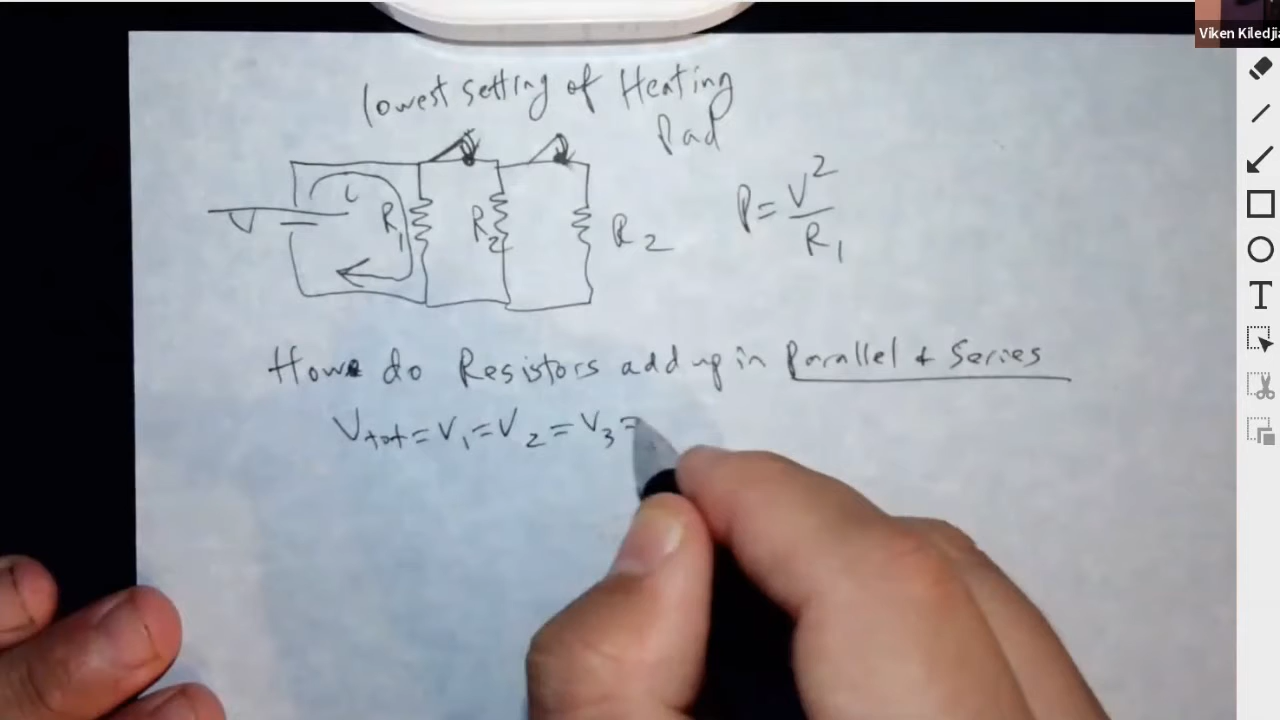 Viken Kiledjia
lowest setting of Heating
Pad
V
i
R1
R2
R2
P = V²/R1
How do Resistors add up in Parallel + Series
Vtot = V1 = V2 = V3 =
T